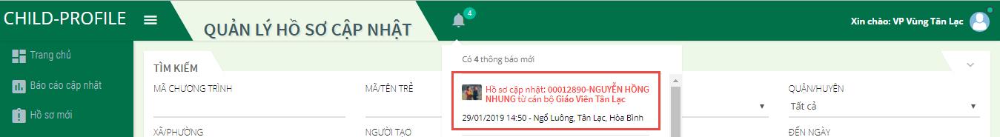 CHILD-PROFILE
QUẢN LÝ HỒ SƠ CẬP NHẬT
4
Xin chào: VP Vùng Tân Lạc
Trang chủ
Báo cáo cập nhật
Hồ sơ mới
Có 4 thông báo mới
Hồ sơ cập nhật: 00012890-NGUYỄN HỒNG
NHUNG từ cán bộ Giáo Viên Tân Lạc
29/01/2019 14:50 - Ngổ Luông, Tân Lạc, Hòa Bình
TÌM KIẾM
MÃ CHƯƠNG TRÌNH
MÃ/TÊN TRẺ
QUẬN/HUYỆN
Tất cả
XÃ/PHƯỜNG
NGƯỜI TẠO
ĐẾN NGÀY